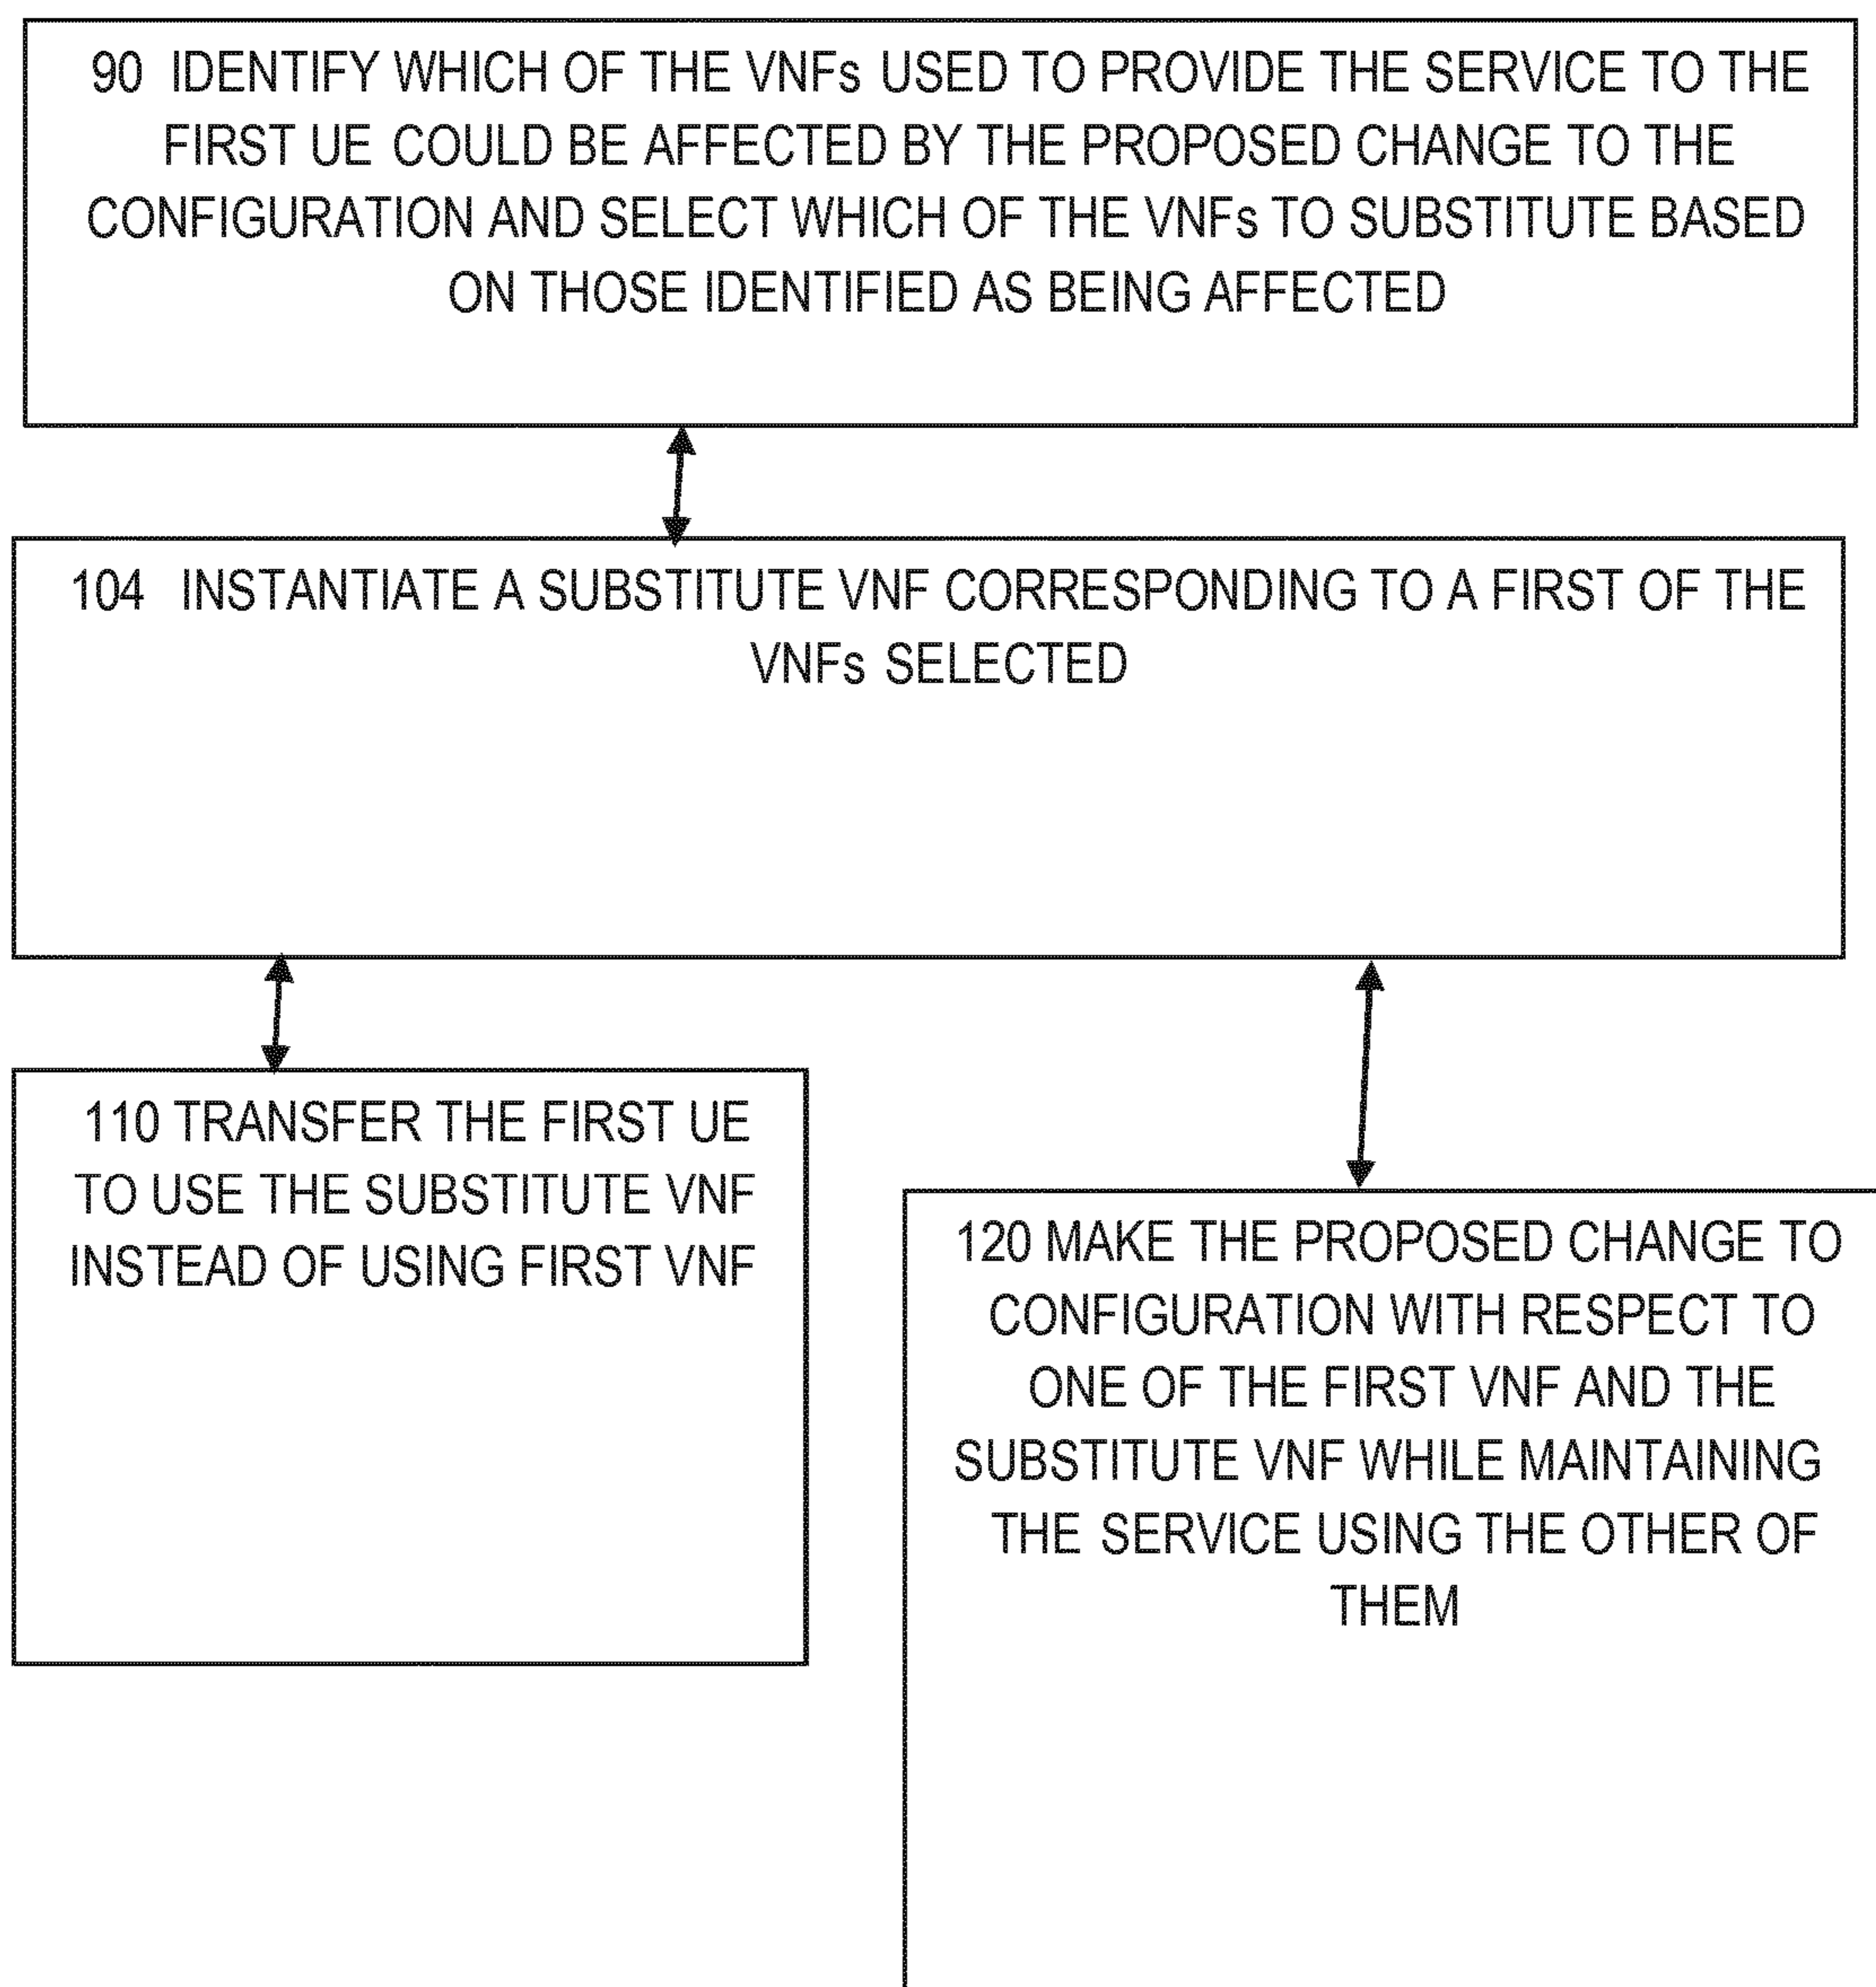 90 IDENTIFY WHICH OF THE VNFs USED TO PROVIDE THE SERVICE TO THE
FIRST UE COULD BE AFFECTED BY THE PROPOSED CHANGE TO THE
CONFIGURATION AND SELECT WHICH OF THE VNFs TO SUBSTITUTE BASED
ON THOSE IDENTIFIED AS BEING AFFECTED
104 INSTANTIATE A SUBSTITUTE VNF CORRESPONDING TO A FIRST OF THE
VNFs SELECTED
110 TRANSFER THE FIRST UE
TO USE THE SUBSTITUTE VNF
INSTEAD OF USING FIRST VNF
120 MAKE THE PROPOSED CHANGE TO
CONFIGURATION WITH RESPECT TO
ONE OF THE FIRST VNF AND THE
SUBSTITUTE VNF WHILE MAINTAINING
THE SERVICE USING THE OTHER OF
THEM